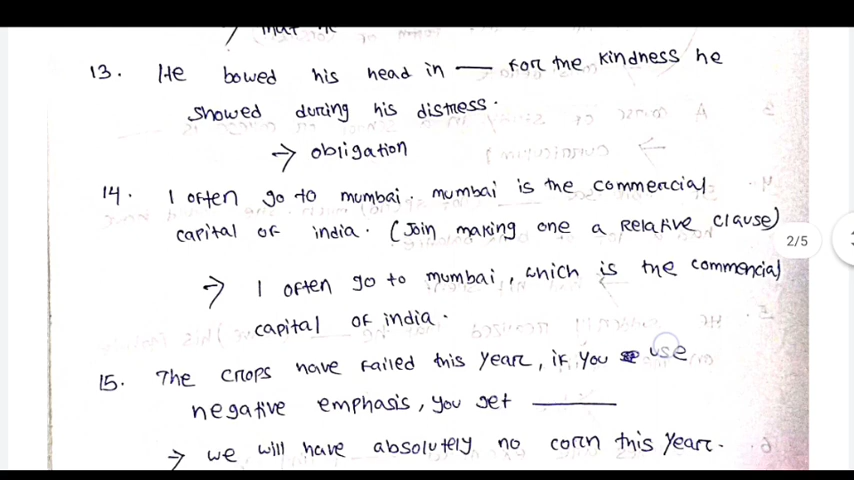 13. He bowed his head in — for the kindness he
showed during his distress.
→ obligation
14. I often go to mumbai. mumbai is the commercial
capital of india. (Join making one a Relative clause)
2/5
→ I often go to mumbai, which is the commercial
capital of india.
15. The crops have failed this year, if you use
negative emphasis, you get ———
→ we will have absolutely no corn this year.